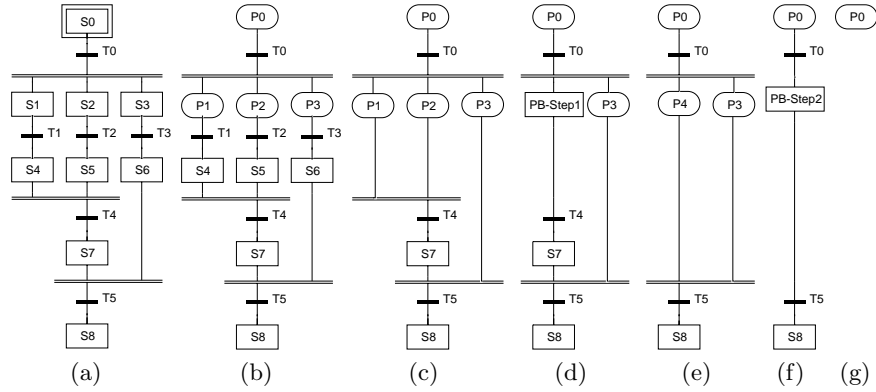 S0 P0 P0 P0 P0 P0 P0
T0 T0 T0 T0 T0 T0
S1 S2 S3 P1 P2 P3 P1 P2 P3 PB-Step1 P3 P4 P3 PB-Step2
T1 T2 T3 T1 T2 T3
S4 S5 S6 S4 S5 S6
T4 T4 T4 T4
S7 S7 S7 S7
T5 T5 T5 T5 T5 T5
S8 S8 S8 S8 S8 S8
(a) (b) (c) (d) (e) (f) (g)